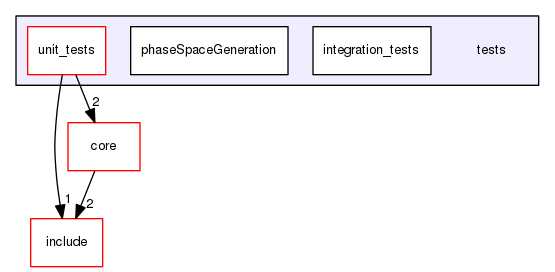 unit_tests
phaseSpaceGeneration
integration_tests
tests
2
core
1
2
include